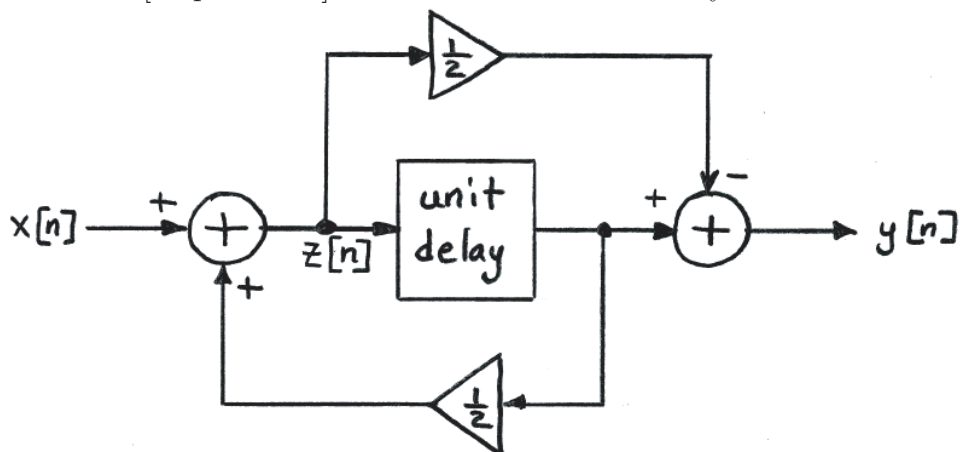 1/2
+
-
x[n]
+
z[n]
unit
delay
+
+
y[n]
+
1/2